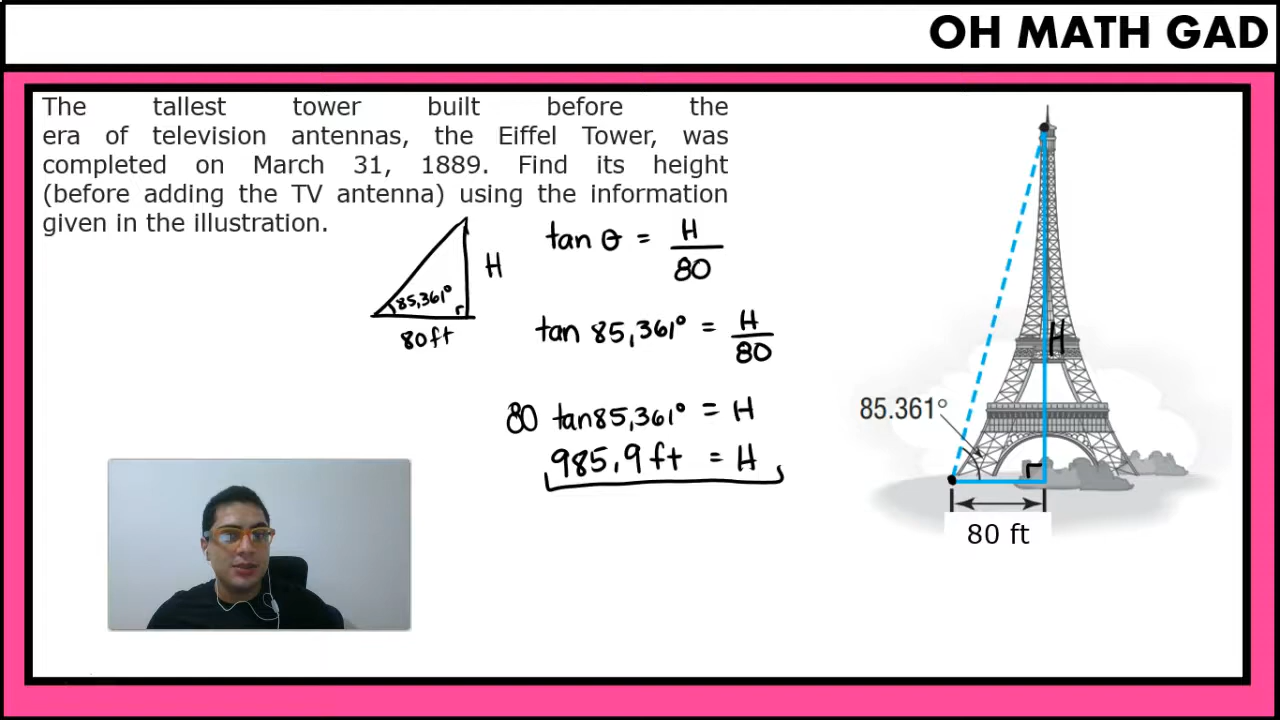 OH MATH GAD
The tallest tower built before the
era of television antennas, the Eiffel Tower, was
completed on March 31, 1889. Find its height
(before adding the TV antenna) using the information
given in the illustration.
85,361°
H
80ft
tan θ = H/80
tan 85,361° = H/80
80 tan85,361° = H
985,9 ft = H
H
85.361°
80 ft